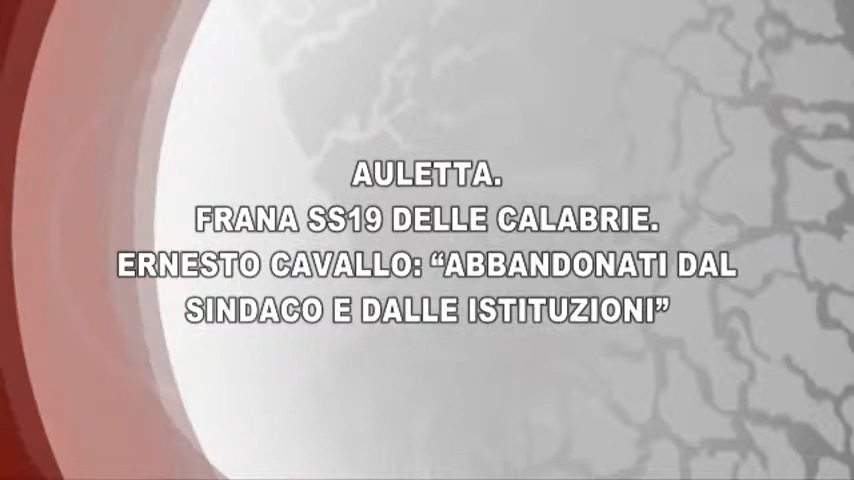 AULETTA.
FRANA SS19 DELLE CALABRIE.
ERNESTO CAVALLO: “ABBANDONATI DAL
SINDACO E DALLE ISTITUZIONI”